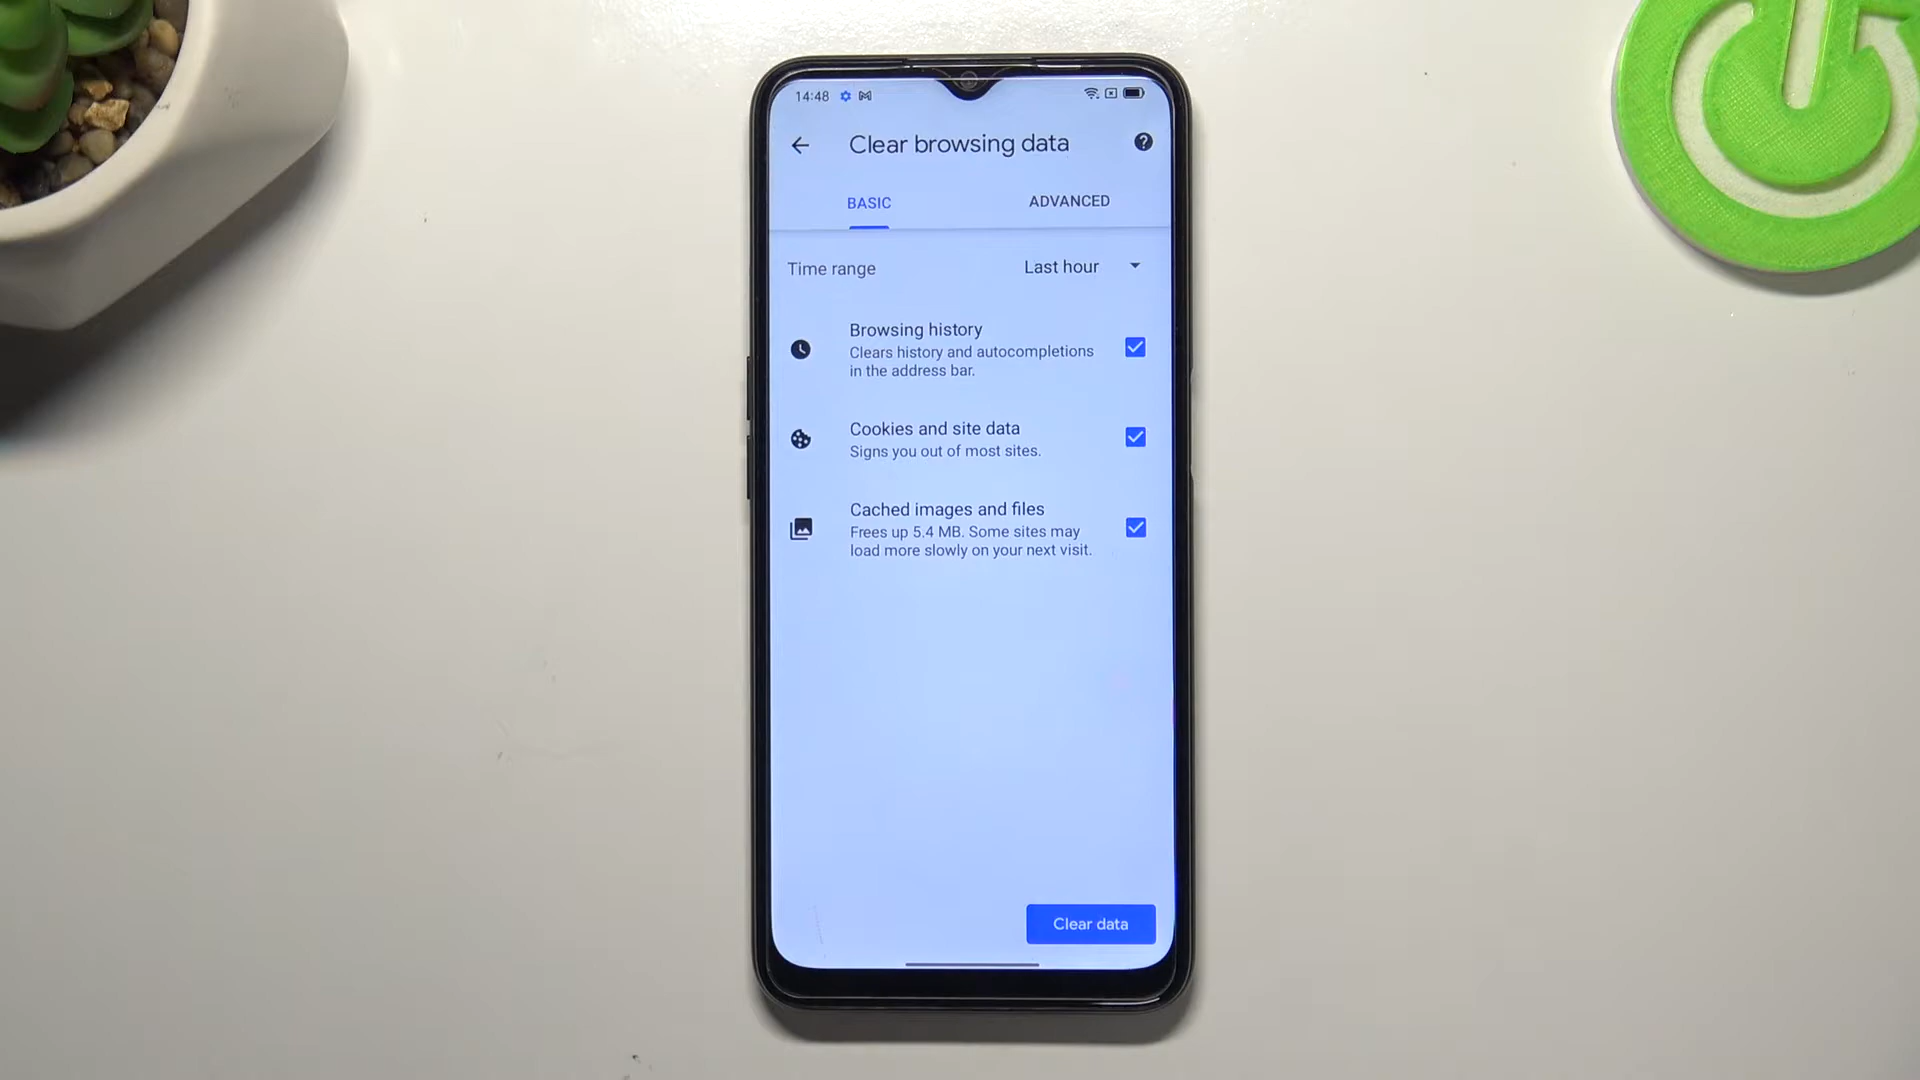 14:48
Clear browsing data
BASIC
ADVANCED
Time range
Last hour
Browsing history
Clears history and autocompletions
in the address bar.
Cookies and site data
Signs you out of most sites.
Cached images and files
Frees up 5.4 MB. Some sites may
load more slowly on your next visit.
Clear data